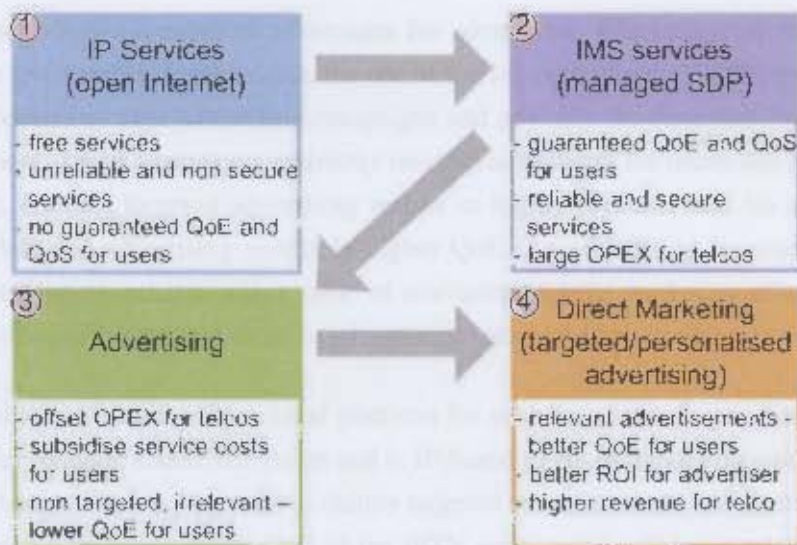 1
IP Services
(open Internet)
- free services
- unreliable and non secure
services
- no guaranteed QoE and
QoS for users
2
IMS services
(managed SDP)
- guaranteed QoE and QoS
for users
- reliable and secure
services
- large OPEX for telcos
3
Advertising
- offset OPEX for telcos
- subsidise service costs
for users
- non targeted, irrelevant –
lower QoE for users
4
Direct Marketing
(targeted/personalised
advertising)
- relevant advertisements -
better QoE for users
- better ROI for advertiser
- higher revenue for telco